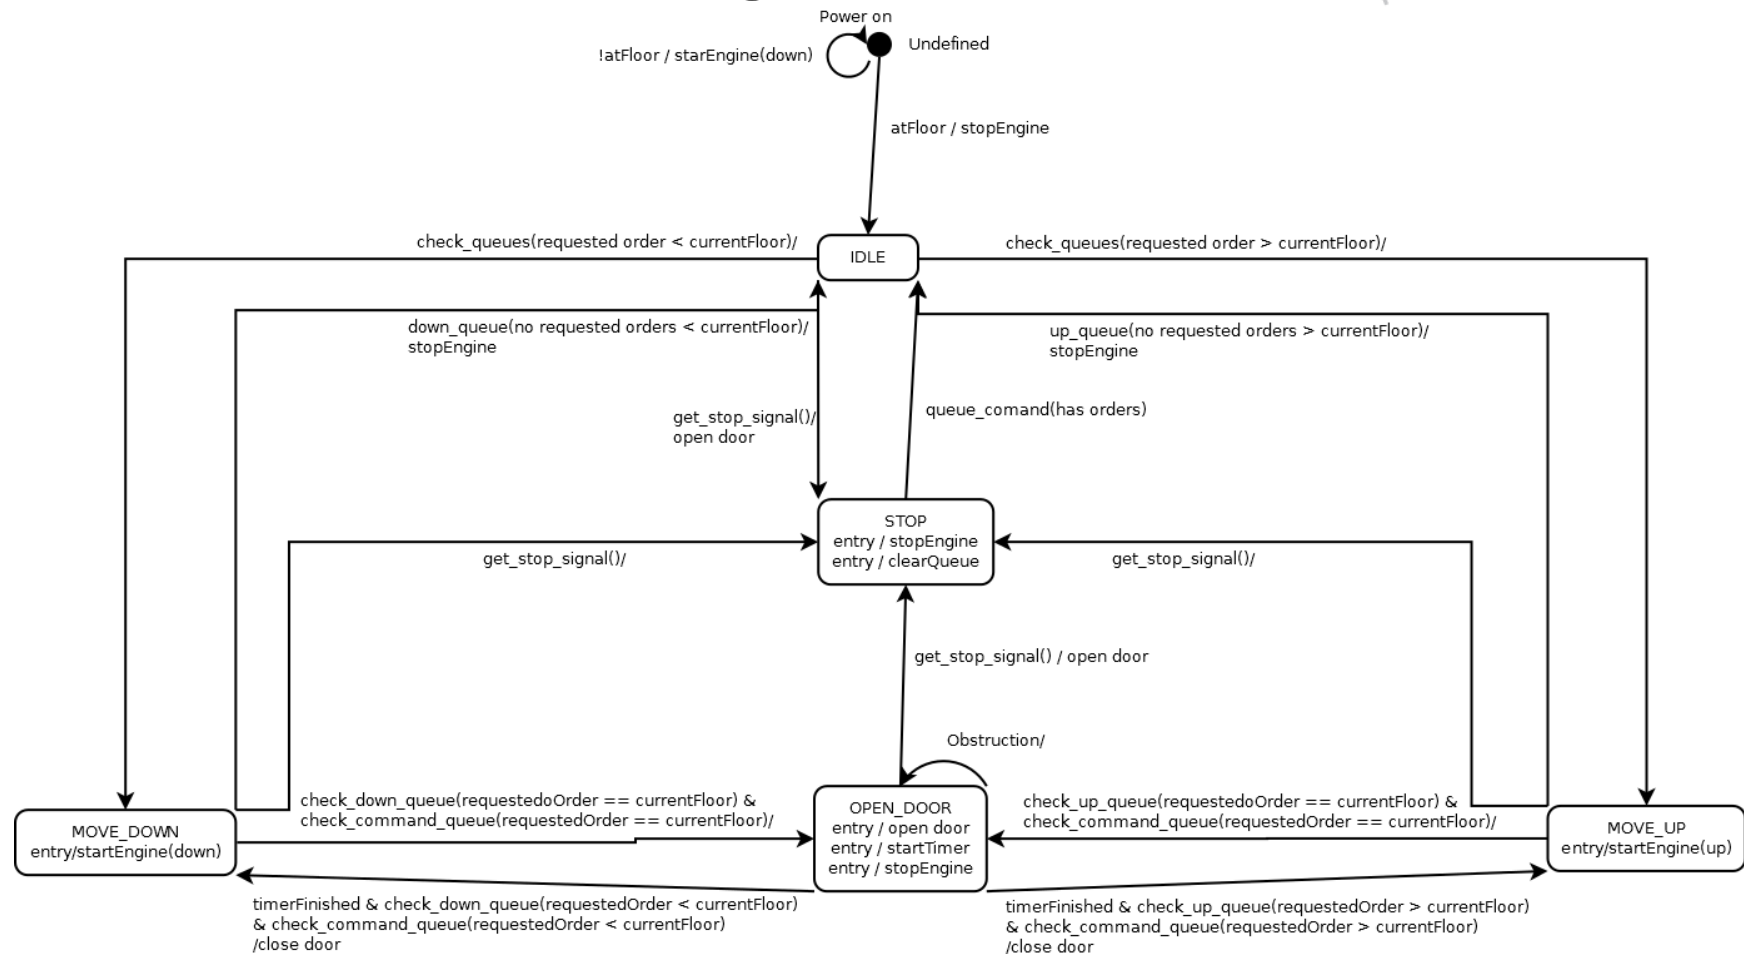 Power on
Undefined
!atFloor / starEngine(down)
atFloor / stopEngine
check_queues(requested order < currentFloor)/
check_queues(requested order > currentFloor)/
IDLE
down_queue(no requested orders < currentFloor)/
stopEngine
up_queue(no requested orders > currentFloor)/
stopEngine
get_stop_signal()/
open door
queue_comand(has orders)
STOP
entry / stopEngine
entry / clearQueue
get_stop_signal()/
get_stop_signal()/
get_stop_signal() / open door
Obstruction/
check_down_queue(requestedoOrder == currentFloor) &
check_command_queue(requestedOrder == currentFloor)/
check_up_queue(requestedoOrder == currentFloor) &
check_command_queue(requestedOrder == currentFloor)/
MOVE_DOWN
entry/startEngine(down)
OPEN_DOOR
entry / open door
entry / startTimer
entry / stopEngine
MOVE_UP
entry/startEngine(up)
timerFinished & check_down_queue(requestedOrder < currentFloor)
& check_command_queue(requestedOrder < currentFloor)
/close door
timerFinished & check_up_queue(requestedOrder > currentFloor)
& check_command_queue(requestedOrder > currentFloor)
/close door